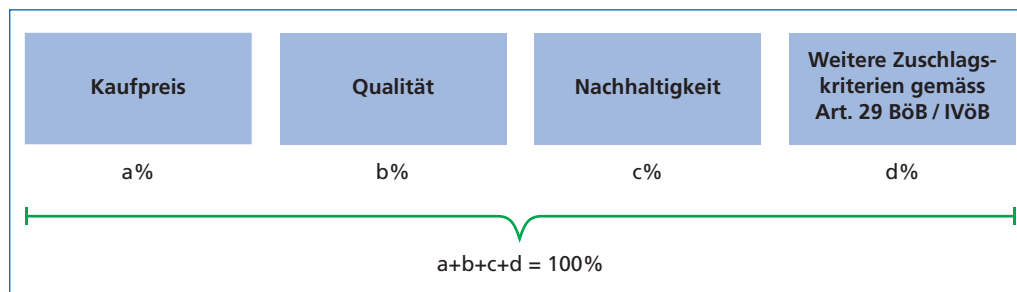 Kaufpreis
Qualität
Nachhaltigkeit
Weitere Zuschlags-
kriterien gemäss
Art. 29 BöB / IVöB
a%
b%
c%
d%
a+b+c+d = 100%